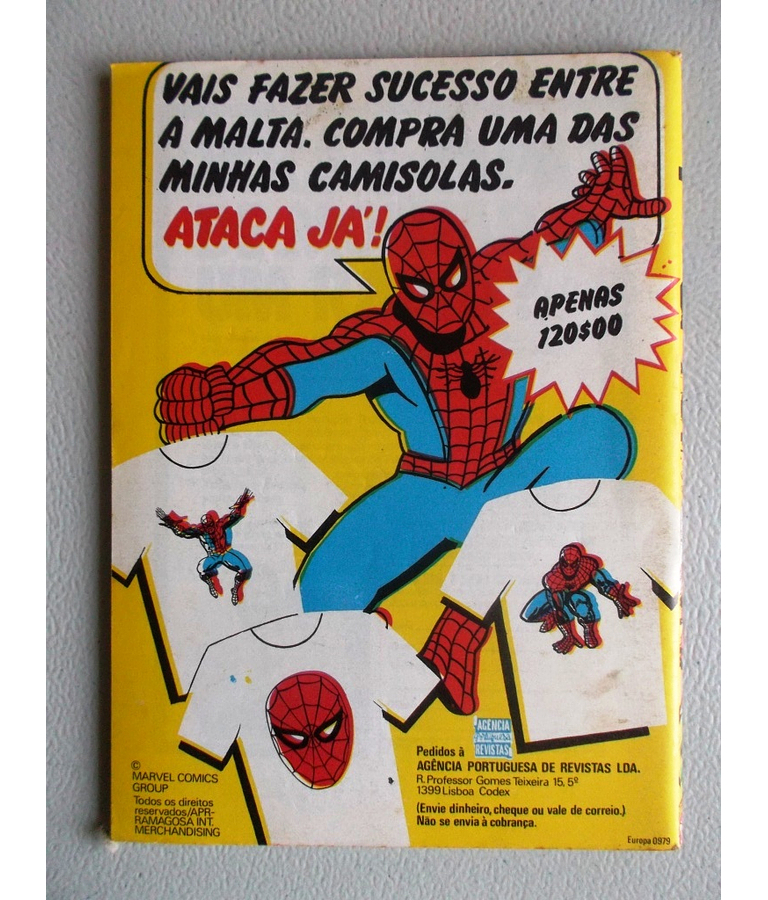 VAIS FAZER SUCESSO ENTRE
A MALTA. COMPRA UMA DAS
MINHAS CAMISOLAS.
ATACA JÁ!
APENAS
120$00
Pedidos à
AGÊNCIA
REVISTAS
AGÊNCIA PORTUGUESA DE REVISTAS LDA.
R. Professor Gomes Teixeira 15, 5º
1399 Lisboa Codex
(Envie dinheiro, cheque ou vale de correio.)
Não se envia à cobrança.
©
MARVEL COMICS
GROUP
Todos os direitos
reservados/APR-
RAMAGOSA INT.
MERCHANDISING
Europa 0979